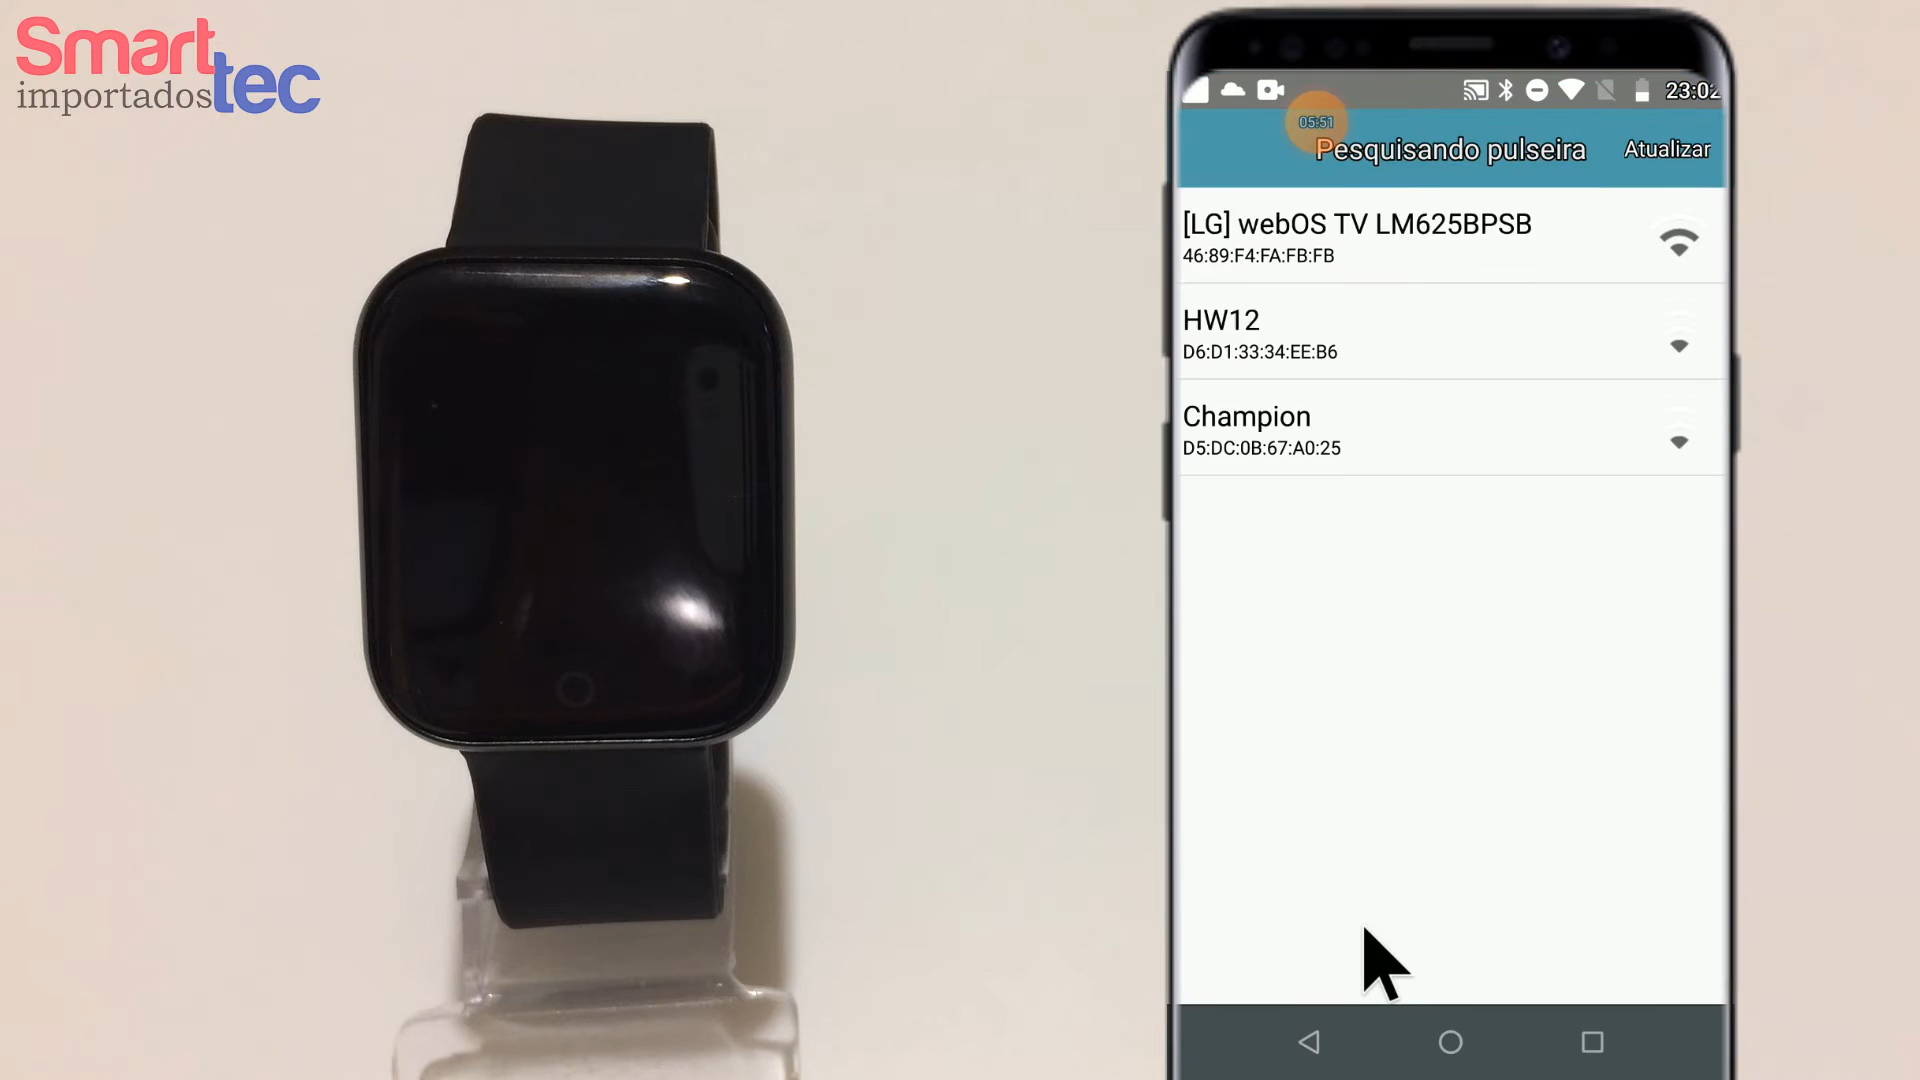 Smart
importados tec
23:02
05:51
Pesquisando pulseira
Atualizar
[LG] webOS TV LM625BPSB
46:89:F4:FA:FB:FB
HW12
D6:D1:33:34:EE:B6
Champion
D5:DC:0B:67:A0:25